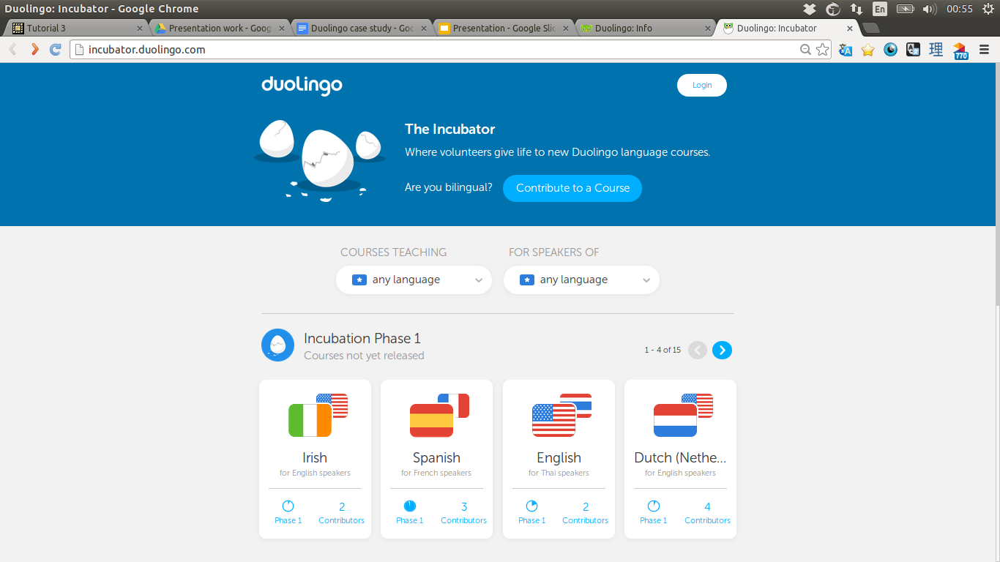 Duolingo: Incubator - Google Chrome
En
00:55
Tutorial 3
Presentation work - Goog
Duolingo case study - Goo
Presentation - Google Slid
Duolingo: Info
Duolingo: Incubator
incubator.duolingo.com
理
770
duolingo
Login
The Incubator
Where volunteers give life to new Duolingo language courses.
Are you bilingual?
Contribute to a Course
COURSES TEACHING
FOR SPEAKERS OF
any language
any language
Incubation Phase 1
Courses not yet released
1 - 4 of 15
Irish
for English speakers
2
Phase 1
Contributors
Spanish
for French speakers
3
Phase 1
Contributors
English
for Thai speakers
2
Phase 1
Contributors
Dutch (Nethe...
for English speakers
4
Phase 1
Contributors